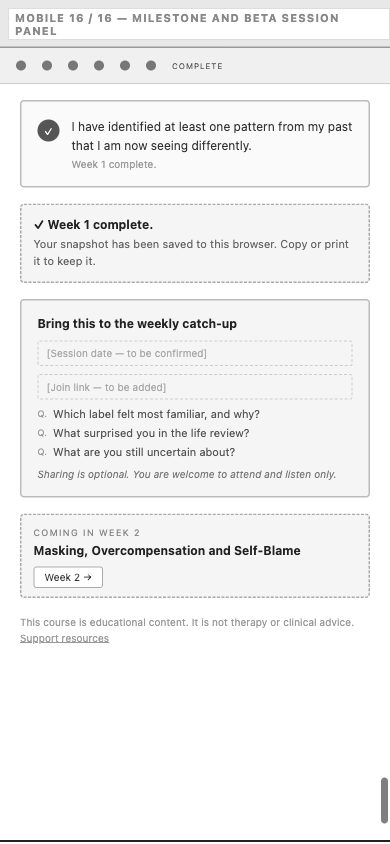 MOBILE 16 / 16 — MILESTONE AND BETA SESSION
PANEL
COMPLETE
✓
I have identified at least one pattern from my past
that I am now seeing differently.
Week 1 complete.
✓ Week 1 complete.
Your snapshot has been saved to this browser. Copy or print
it to keep it.
Bring this to the weekly catch-up
[Session date — to be confirmed]
[Join link — to be added]
Q. Which label felt most familiar, and why?
Q. What surprised you in the life review?
Q. What are you still uncertain about?
Sharing is optional. You are welcome to attend and listen only.
COMING IN WEEK 2
Masking, Overcompensation and Self-Blame
Week 2 →
This course is educational content. It is not therapy or clinical advice.
Support resources